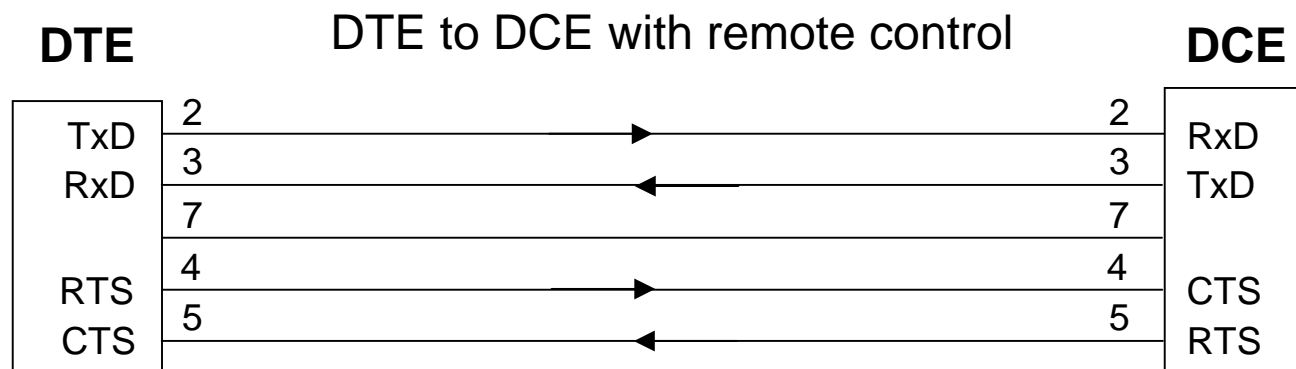 DTE to DCE with remote control
DTE DCE
2 2
TxD RxD
3 3
RxD TxD
7 7
4 4
RTS CTS
5 5
CTS RTS